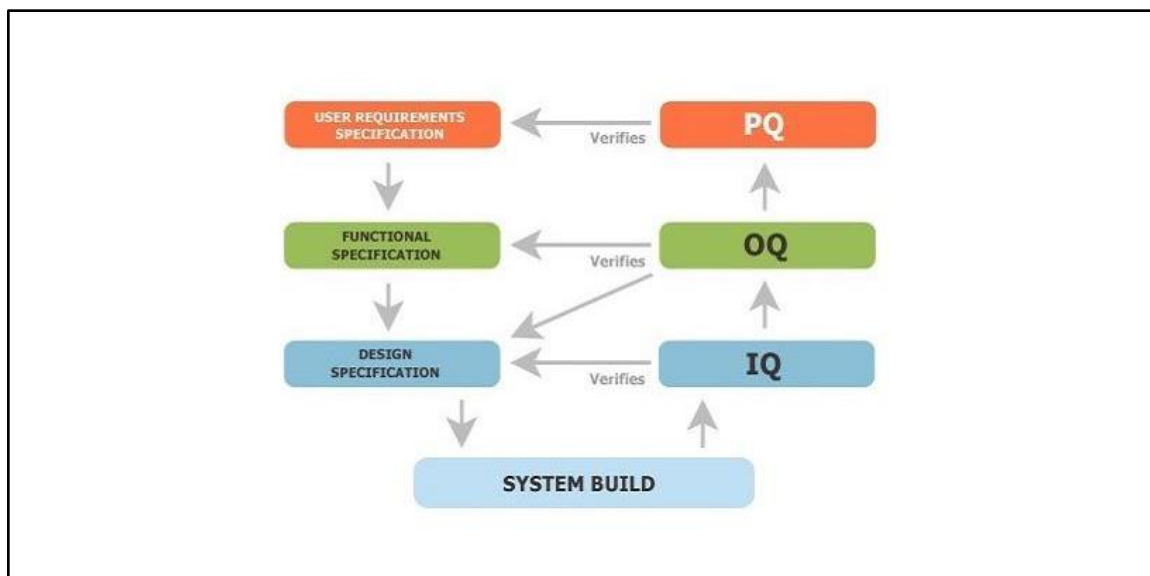 USER REQUIREMENTS
SPECIFICATION
Verifies
PQ
FUNCTIONAL
SPECIFICATION
Verifies
OQ
DESIGN
SPECIFICATION
Verifies
IQ
SYSTEM BUILD